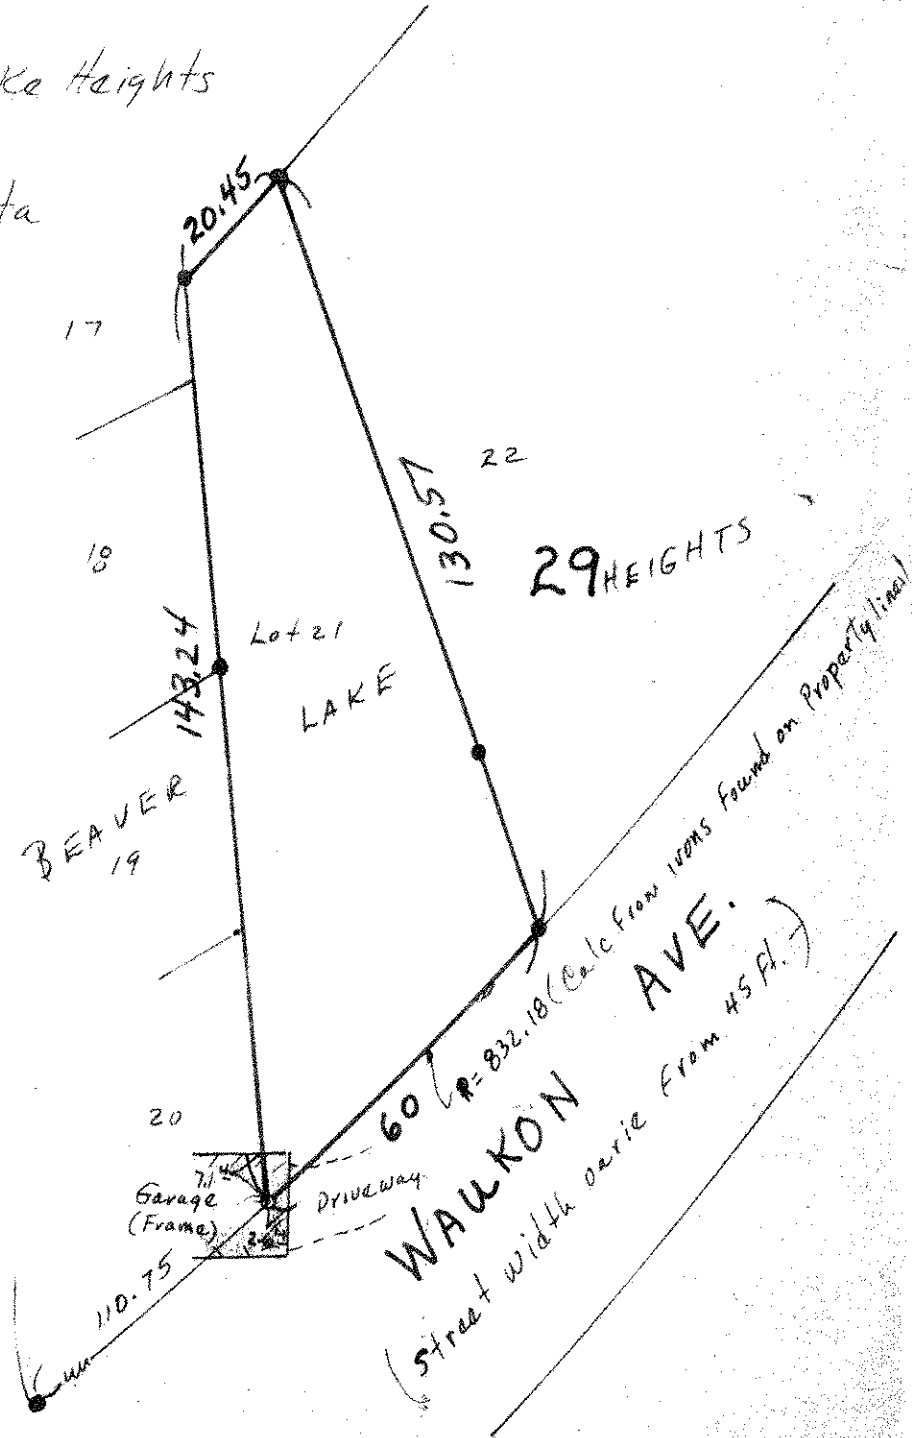 ke Heights
ta
20.45
17
22
130.57
29 HEIGHTS
18
143.24
Lot 21
LAKE
BEAVER
19
R= 832.18 (Calc From irons found on Property lines)
AVE.
60
WAUKON
(Street width varie From 45 ft.)
20
7.14
Garage
(Frame)
Driveway
110.75